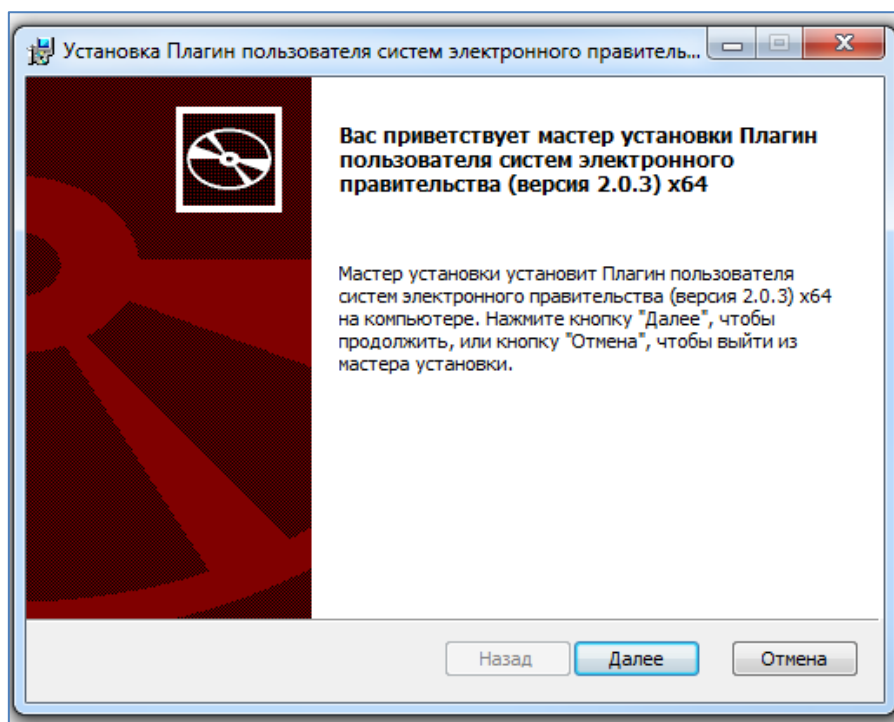 Установка Плагин пользователя систем электронного правитель...
Вас приветствует мастер установки Плагин
пользователя систем электронного
правительства (версия 2.0.3) x64
Мастер установки установит Плагин пользователя
систем электронного правительства (версия 2.0.3) x64
на компьютере. Нажмите кнопку "Далее", чтобы
продолжить, или кнопку "Отмена", чтобы выйти из
мастера установки.
Назад
Далее
Отмена